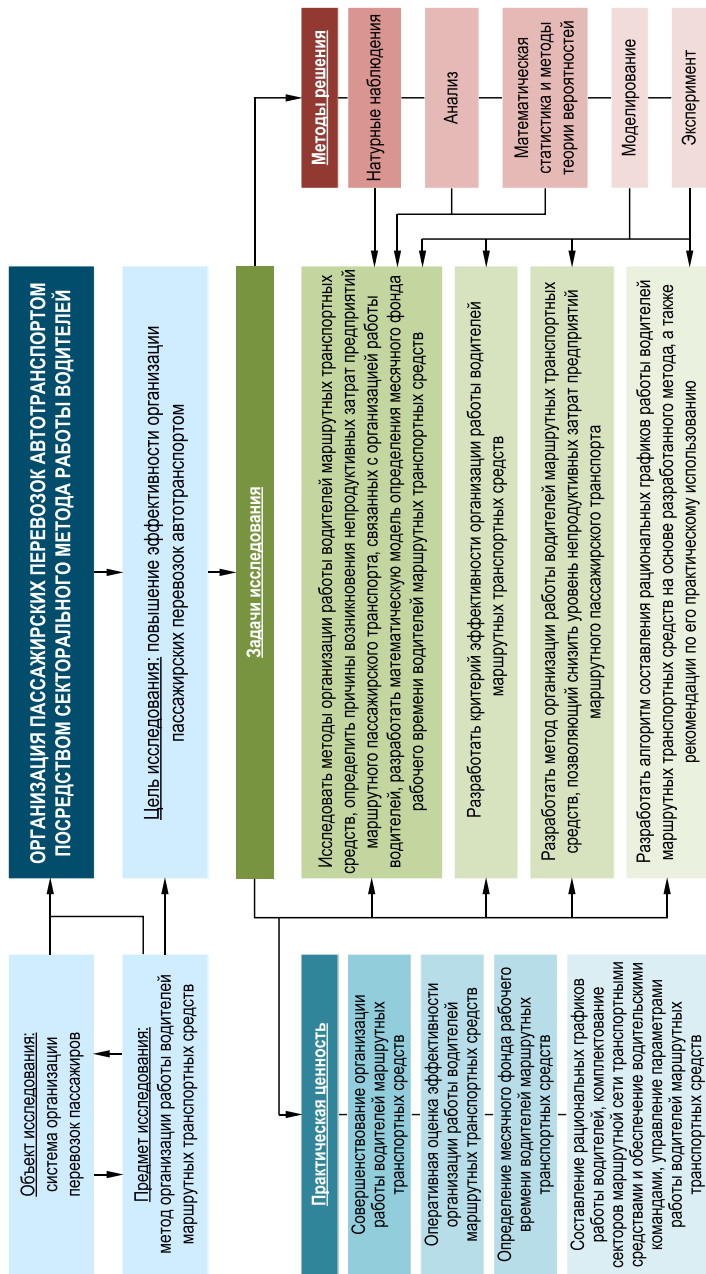 Объект исследования:
система организации
перевозок пассажиров
ОРГАНИЗАЦИЯ ПАССАЖИРСКИХ ПЕРЕВОЗОК АВТОТРАНСПОРТОМ
ПОСРЕДСТВОМ СЕКТОРАЛЬНОГО МЕТОДА РАБОТЫ ВОДИТЕЛЕЙ
Предмет исследования:
метод организации работы водителей
маршрутных транспортных средств
Цель исследования: повышение эффективности организации
пассажирских перевозок автотранспортом
Задачи исследования
Практическая ценность
Совершенствование организации
работы водителей маршрутных
транспортных средств
Оперативная оценка эффективности
организации работы водителей
маршрутных транспортных средств
Определение месячного фонда рабочего
времени водителей маршрутных
транспортных средств
Составление рациональных графиков
работы водителей, комплектование
секторов маршрутной сети транспортными
средствами и обеспечение водительскими
командами, управление параметрами
работы водителей маршрутных
транспортных средств
Исследовать методы организации работы водителей маршрутных транспортных
средств, определить причины возникновения непродуктивных затрат предприятий
маршрутного пассажирского транспорта, связанных с организацией работы
водителей, разработать математическую модель определения месячного фонда
рабочего времени водителей маршрутных транспортных средств
Разработать критерий эффективности организации работы водителей
маршрутных транспортных средств
Разработать метод организации работы водителей маршрутных транспортных
средств, позволяющий снизить уровень непродуктивных затрат предприятий
маршрутного пассажирского транспорта
Разработать алгоритм составления рациональных графиков работы водителей
маршрутных транспортных средств на основе разработанного метода, а также
рекомендации по его практическому использованию
Методы решения
Натурные наблюдения
Анализ
Математическая
статистика и методы
теории вероятностей
Моделирование
Эксперимент